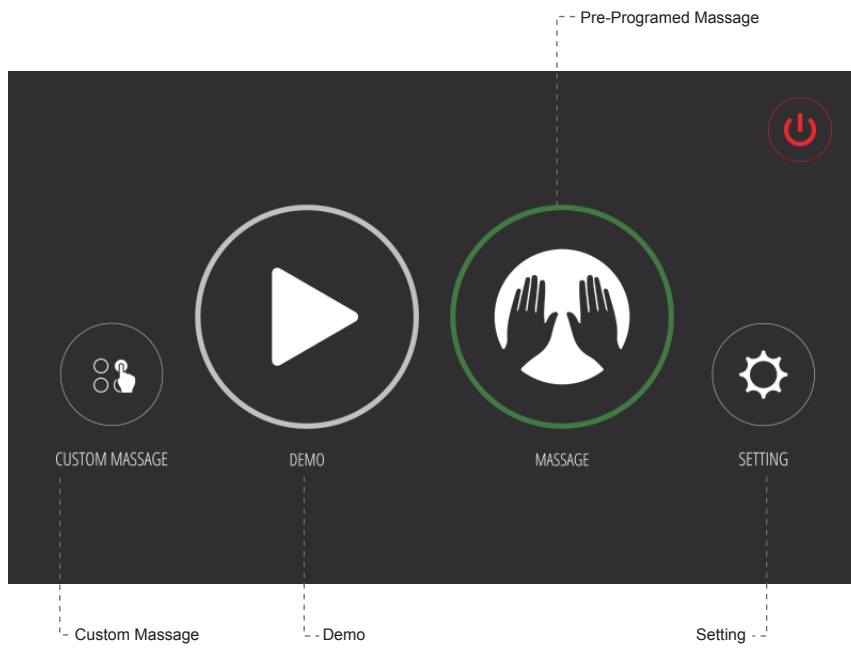 Pre-Programed Massage
CUSTOM MASSAGE
DEMO
MASSAGE
SETTING
Custom Massage
Demo
Setting